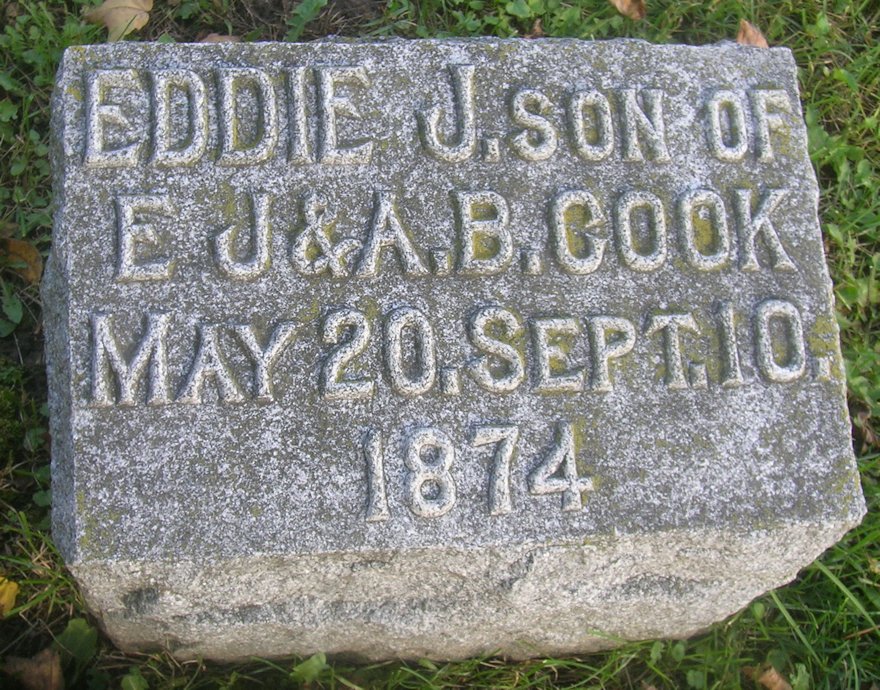 EDDIE J. SON OF
E J & A. B. COOK
MAY 20. SEPT. 10.
1874